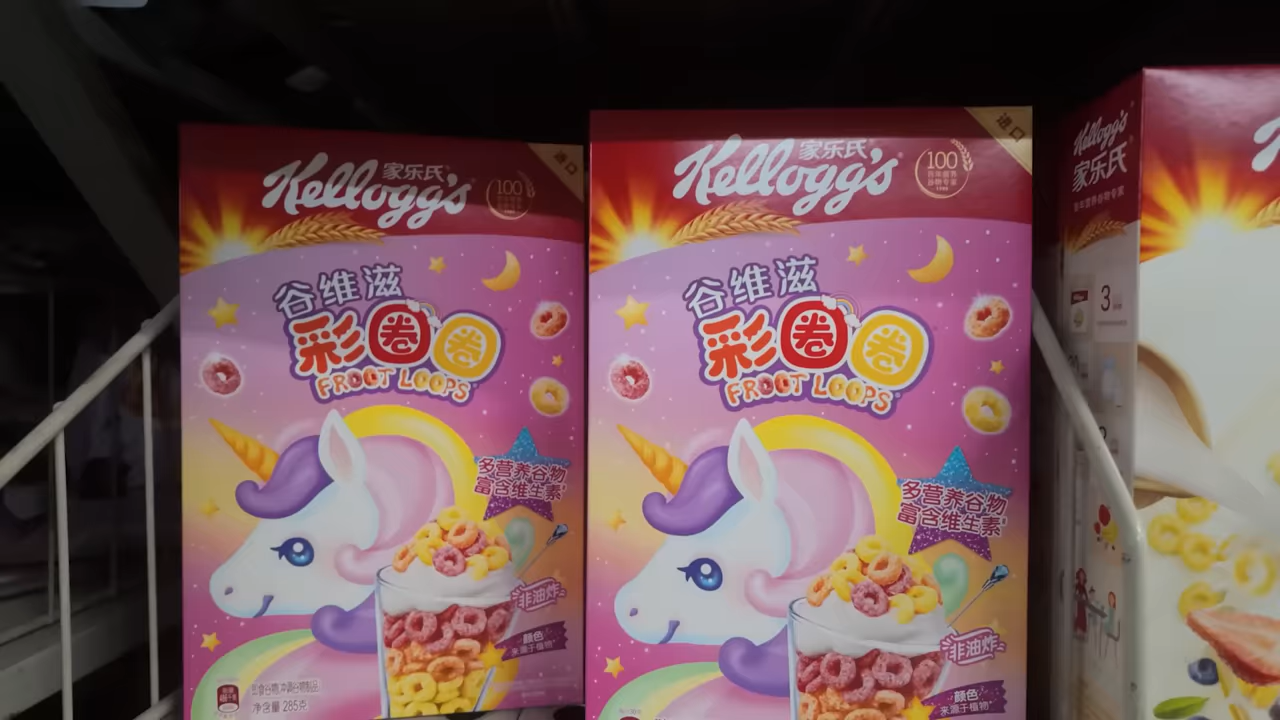 Kellogg's
家乐氏
100
进口
谷维滋
彩圈圈
FROOT LOOPS
多营养谷物
富含维生素
非油炸
颜色
来源于植物*
净含量 285克
Kellogg's
家乐氏
100
进口
谷维滋
彩圈圈
FROOT LOOPS
多营养谷物
富含维生素
非油炸
颜色
来源于植物*
Kellogg's
家乐氏
3